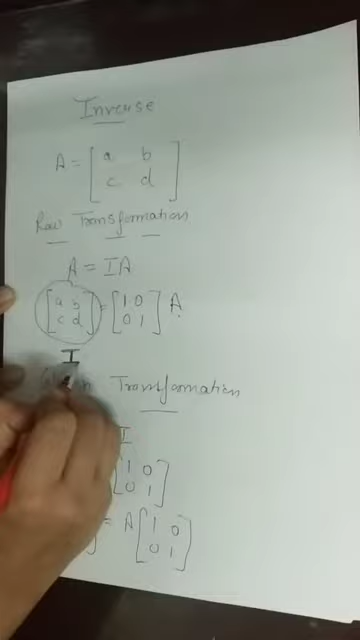 Inverse
A = [ a b
c d ]
Row Transformation
A = IA
[ a b
c d ] = [ 1 0
0 1 ] A
I
Transformation
I
[ 1 0
0 1 ]
] = A [ 1 0
0 1 ]